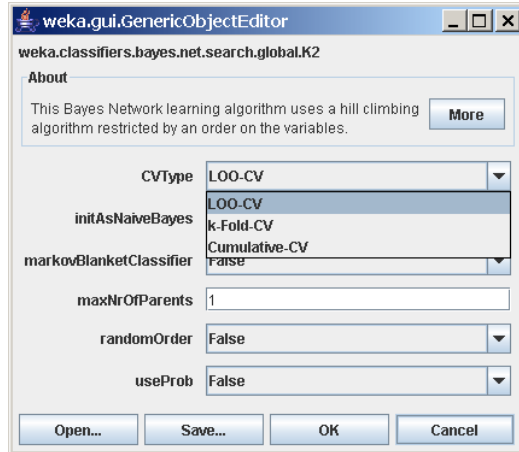 weka.gui.GenericObjectEditor
weka.classifiers.bayes.net.search.global.K2
About
This Bayes Network learning algorithm uses a hill climbing
algorithm restricted by an order on the variables.
More
CVType LOO-CV
LOO-CV
initAsNaiveBayes k-Fold-CV
Cumulative-CV
markovBlanketClassifier False
maxNrOfParents 1
randomOrder False
useProb False
Open... Save... OK Cancel